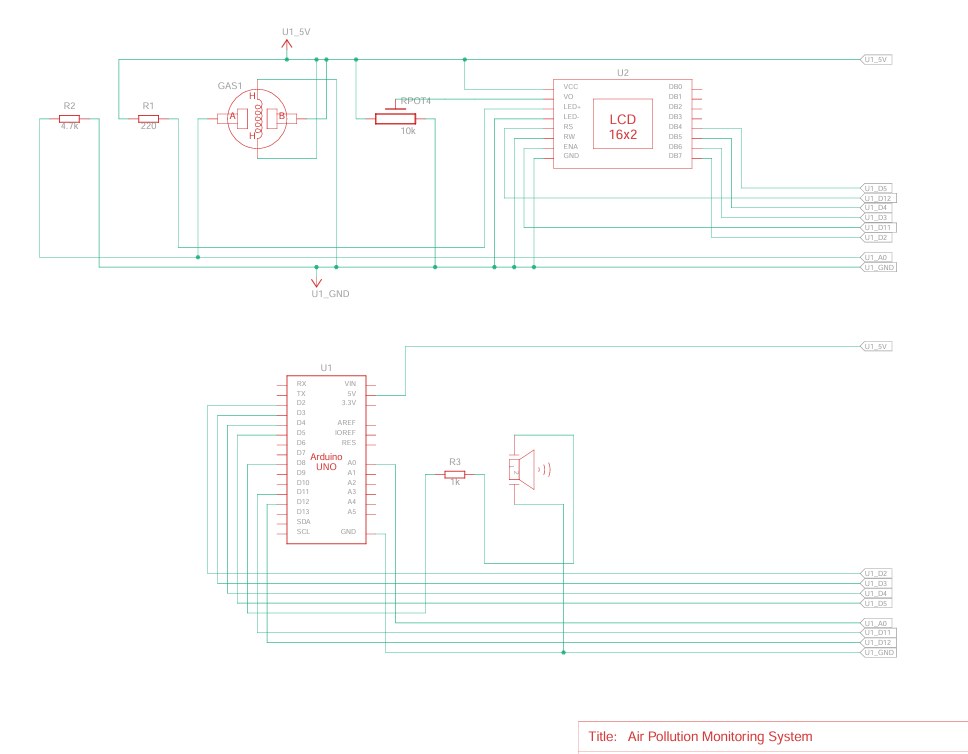 U1_5V
U1_5V
GAS1
H
A
B
H
R2
4.7k
R1
220
RPOT4
10k
U2
VCC
VO
LED+
LED-
RS
RW
ENA
GND
LCD
16x2
DB0
DB1
DB2
DB3
DB4
DB5
DB6
DB7
U1_D5
U1_D12
U1_D4
U1_D3
U1_D11
U1_D2
U1_A0
U1_GND
U1_GND
U1_5V
U1
RX
TX
D2
D3
D4
D5
D6
D7
D8
D9
D10
D11
D12
D13
SDA
SCL
Arduino
UNO
VIN
5V
3.3V
AREF
IOREF
RES
A0
A1
A2
A3
A4
A5
GND
R3
1k
1
2
U1_D2
U1_D3
U1_D4
U1_D5
U1_A0
U1_D11
U1_D12
U1_GND
Title: Air Pollution Monitoring System